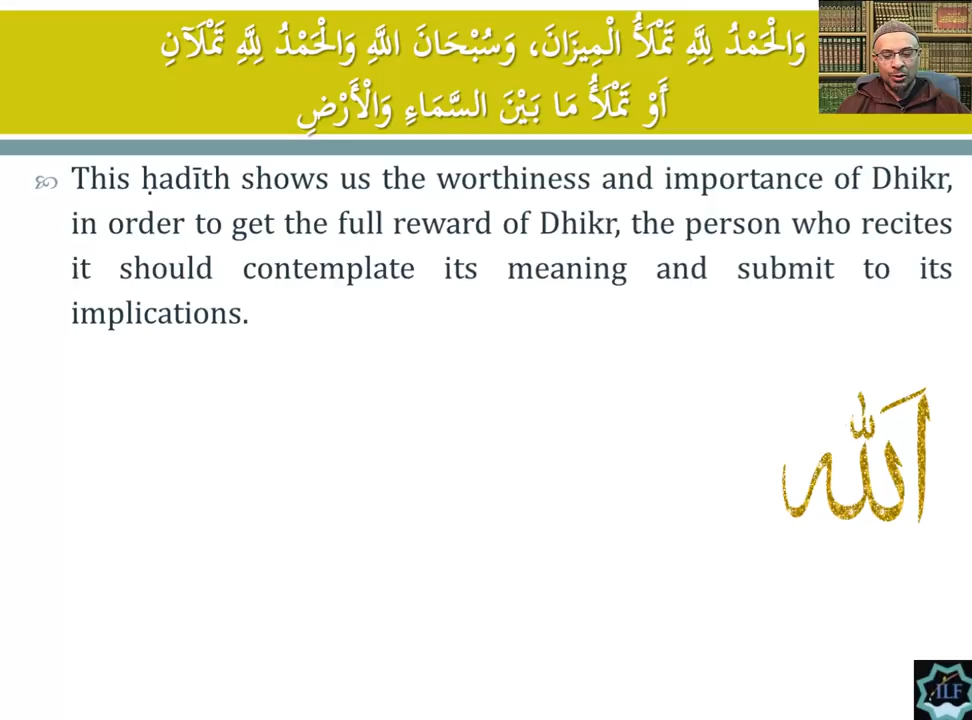 وَالْحَمْدُ لِلَّهِ تَمْلَأُ الْمِيزَانَ، وَسُبْحَانَ اللَّهِ وَالْحَمْدُ لِلَّهِ تَمْلَآنِ
أَوْ تَمْلَأُ مَا بَيْنَ السَّمَاءِ وَالْأَرْضِ
This ḥadīth shows us the worthiness and importance of Dhikr,
in order to get the full reward of Dhikr, the person who recites
it should contemplate its meaning and submit to its
implications.
الله
ILF